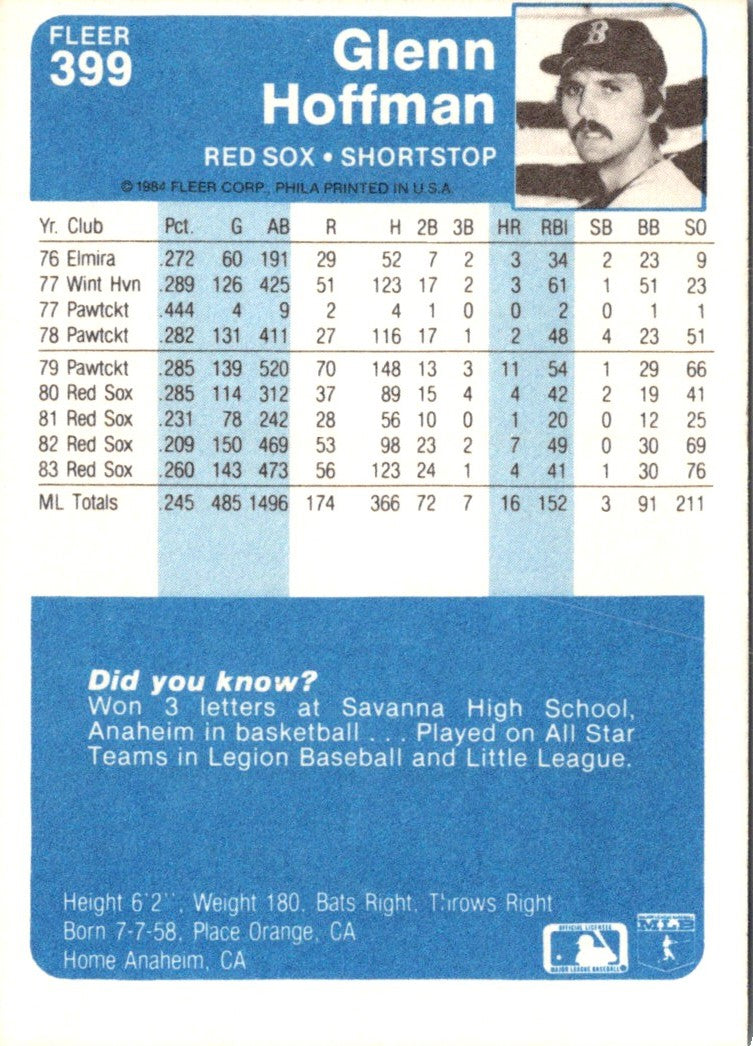 FLEER
399
Glenn
Hoffman
RED SOX • SHORTSTOP
© 1984 FLEER CORP., PHILA PRINTED IN U.S.A.
B
Yr. Club Pct. G AB R H 2B 3B HR RBI SB BB SO
76 Elmira .272 60 191 29 52 7 2 3 34 2 23 9
77 Wint Hvn .289 126 425 51 123 17 2 3 61 1 51 23
77 Pawtckt .444 4 9 2 4 1 0 0 2 0 1 1
78 Pawtckt .282 131 411 27 116 17 1 2 48 4 23 51
79 Pawtckt .285 139 520 70 148 13 3 11 54 1 29 66
80 Red Sox .285 114 312 37 89 15 4 4 42 2 19 41
81 Red Sox .231 78 242 28 56 10 0 1 20 0 12 25
82 Red Sox .209 150 469 53 98 23 2 7 49 0 30 69
83 Red Sox .260 143 473 56 123 24 1 4 41 1 30 76
ML Totals .245 485 1496 174 366 72 7 16 152 3 91 211
Did you know?
Won 3 letters at Savanna High School,
Anaheim in basketball . . . Played on All Star
Teams in Legion Baseball and Little League.
Height 6'2", Weight 180, Bats Right, Throws Right
Born 7-7-58, Place Orange, CA
Home Anaheim, CA
OFFICIAL LICENSEE
MAJOR LEAGUE BASEBALL
MAJOR LEAGUE BASEBALL
MLB